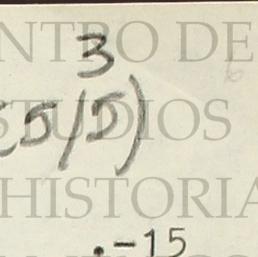 NTRO DE
3
5/5)
STUDIOS
HISTORIA
.-15